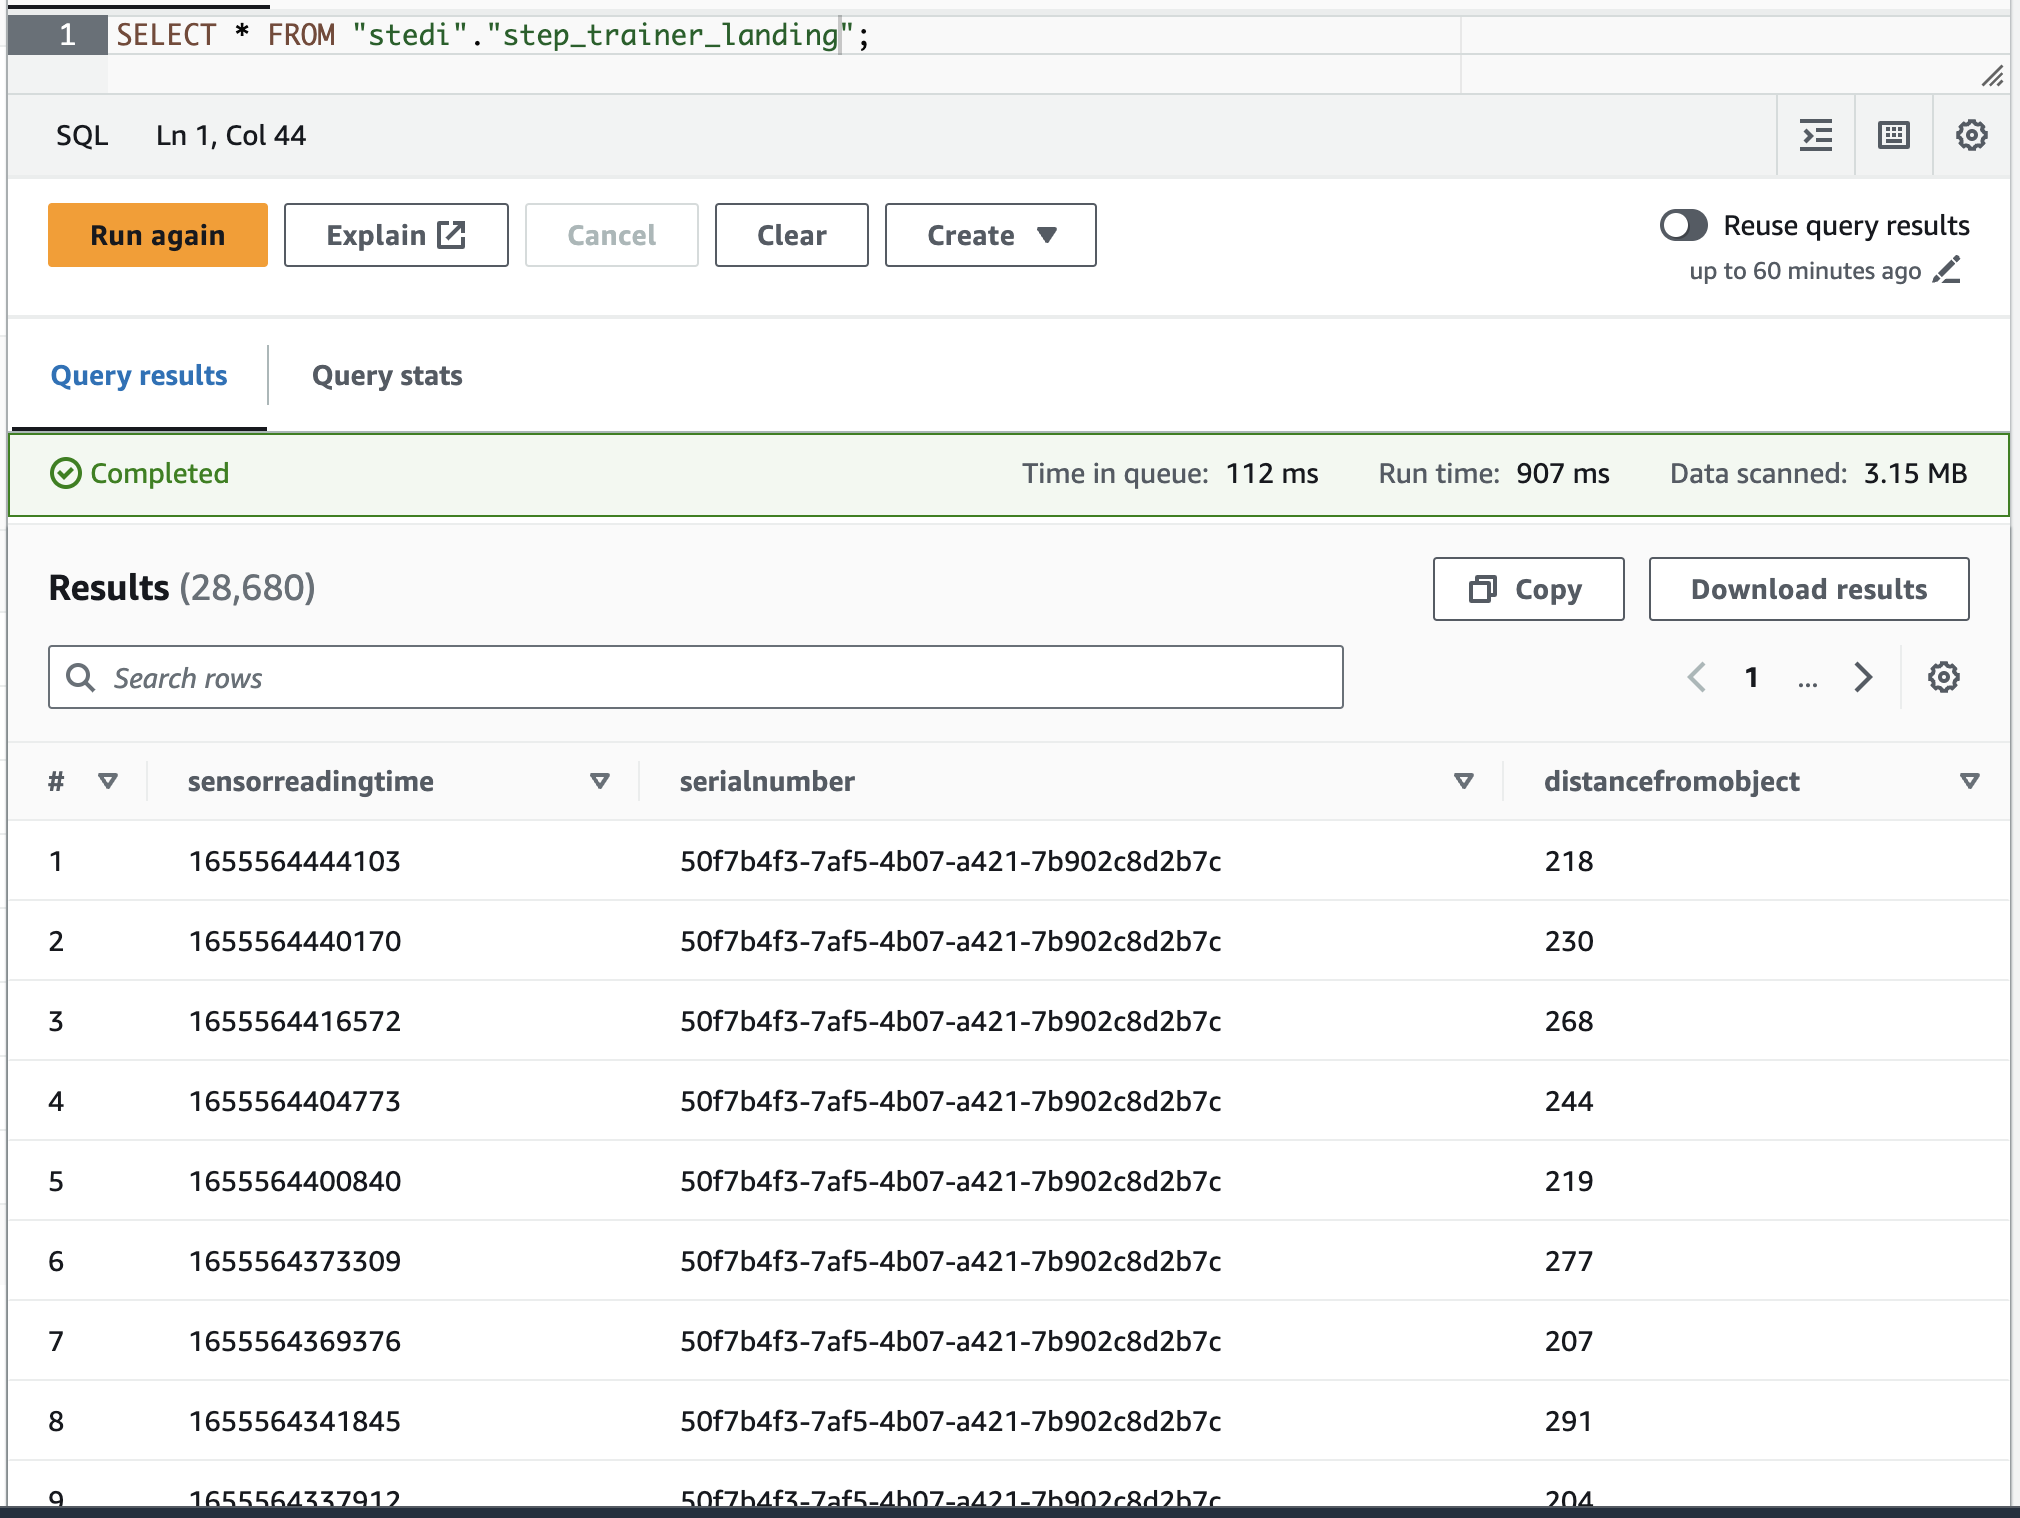 1 SELECT * FROM "stedi"."step_trainer_landing";
SQL Ln 1, Col 44
Run again Explain Cancel Clear Create Reuse query results
up to 60 minutes ago
Query results Query stats
Completed Time in queue: 112 ms Run time: 907 ms Data scanned: 3.15 MB
Results (28,680) Copy Download results
Search rows 1 ...
# sensorreadingtime serialnumber distancefromobject
1 1655564444103 50f7b4f3-7af5-4b07-a421-7b902c8d2b7c 218
2 1655564440170 50f7b4f3-7af5-4b07-a421-7b902c8d2b7c 230
3 1655564416572 50f7b4f3-7af5-4b07-a421-7b902c8d2b7c 268
4 1655564404773 50f7b4f3-7af5-4b07-a421-7b902c8d2b7c 244
5 1655564400840 50f7b4f3-7af5-4b07-a421-7b902c8d2b7c 219
6 1655564373309 50f7b4f3-7af5-4b07-a421-7b902c8d2b7c 277
7 1655564369376 50f7b4f3-7af5-4b07-a421-7b902c8d2b7c 207
8 1655564341845 50f7b4f3-7af5-4b07-a421-7b902c8d2b7c 291
9 1655564337912 50f7b4f3-7af5-4b07-a421-7b902c8d2b7c 204